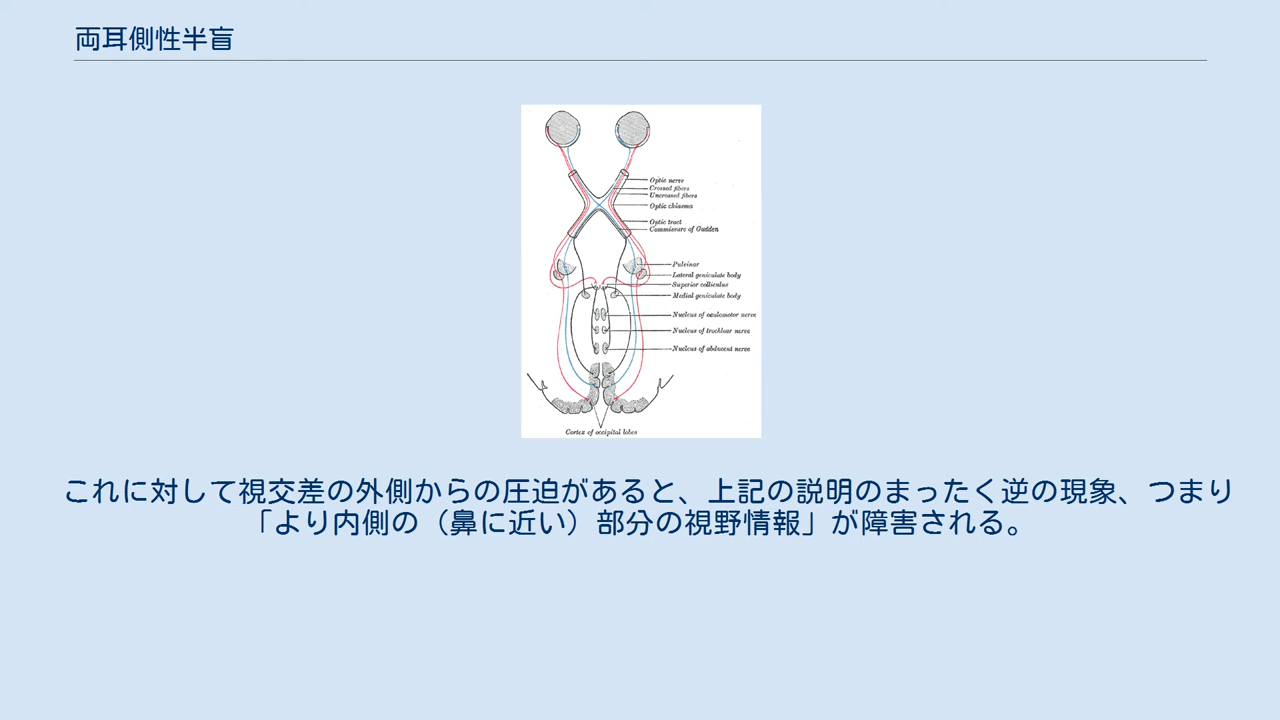 両耳側性半盲
Optic nerve
Crossed fibers
Uncrossed fibers
Optic chiasma
Optic tract
Commissure of Gudden
Pulvinar
Lateral geniculate body
Superior colliculus
Medial geniculate body
Nucleus of oculomotor nerve
Nucleus of trochlear nerve
Nucleus of abducent nerve
Cortex of occipital lobes
これに対して視交差の外側からの圧迫があると、上記の説明のまったく逆の現象、つまり
「より内側の（鼻に近い）部分の視野情報」が障害される。